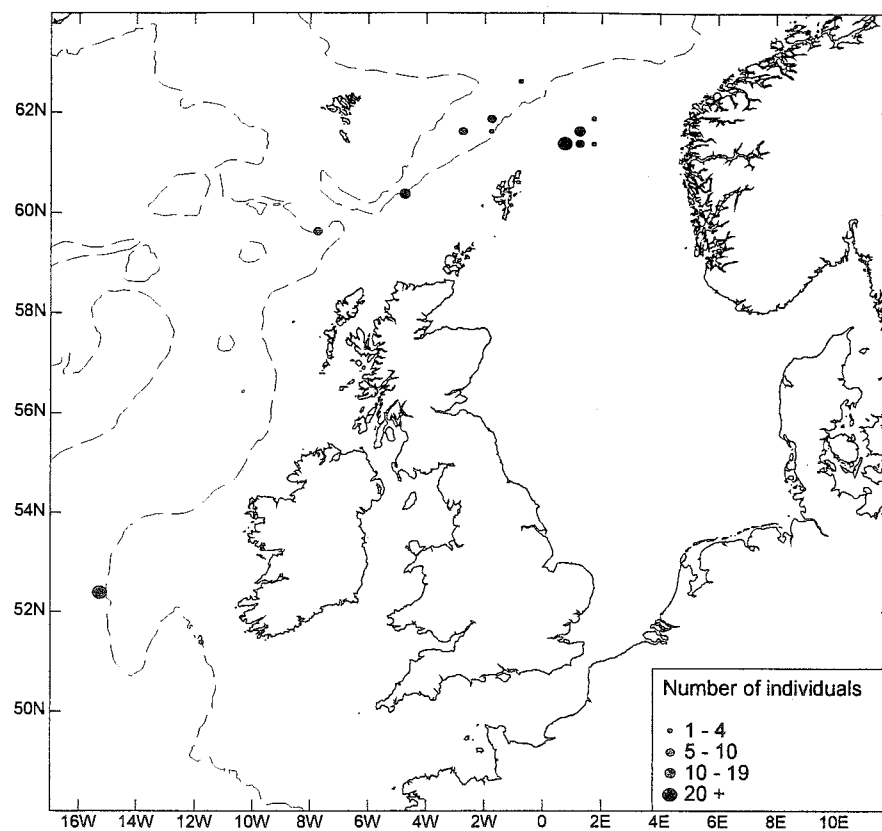 62N
60N
58N
56N
54N
52N
50N
Number of individuals
1 - 4
5 - 10
10 - 19
20 +
16W 14W 12W 10W 8W 6W 4W 2W 0 2E 4E 6E 8E 10E